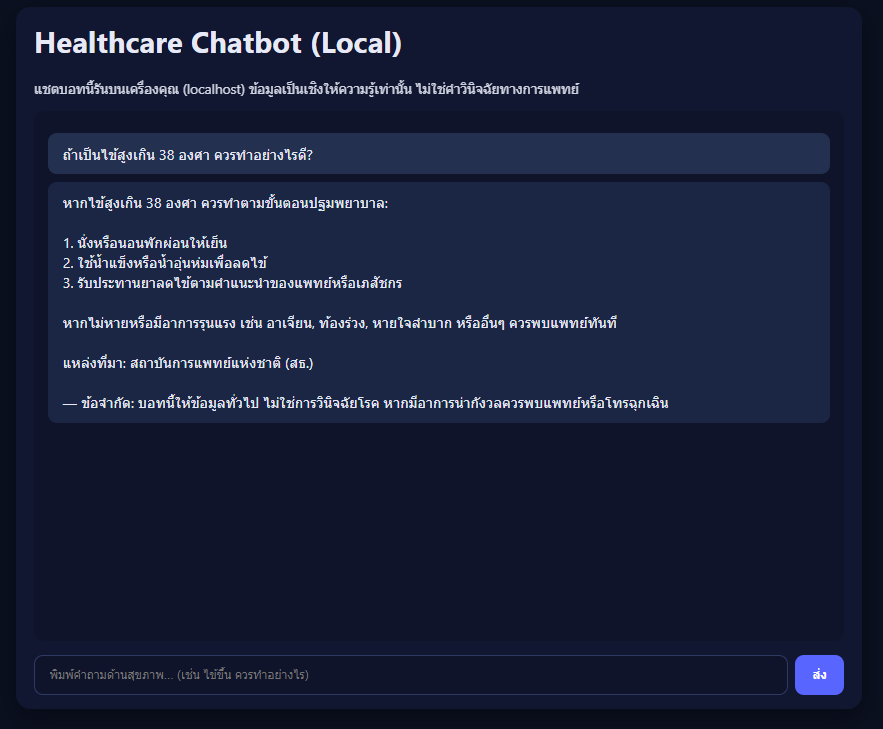 Healthcare Chatbot (Local)
แชตบอทนี้รันบนเครื่องคุณ (localhost) ข้อมูลเป็นเชิงให้ความรู้เท่านั้น ไม่ใช่คำวินิจฉัยทางการแพทย์
ถ้าเป็นไข้สูงเกิน 38 องศา ควรทำอย่างไรดี?
หากไข้สูงเกิน 38 องศา ควรทำตามขั้นตอนปฐมพยาบาล:
1. นั่งหรือนอนพักผ่อนให้เย็น
2. ใช้น้ำแข็งหรือน้ำอุ่นห่มเพื่อลดไข้
3. รับประทานยาลดไข้ตามคำแนะนำของแพทย์หรือเภสัชกร
หากไม่หายหรือมีอาการรุนแรง เช่น อาเจียน, ท้องร่วง, หายใจลำบาก หรืออื่นๆ ควรพบแพทย์ทันที
แหล่งที่มา: สถาบันการแพทย์แห่งชาติ (สธ.)
— ข้อจำกัด: บอทนี้ให้ข้อมูลทั่วไป ไม่ใช่การวินิจฉัยโรค หากมีอาการน่ากังวลควรพบแพทย์หรือโทรฉุกเฉิน
พิมพ์คำถามด้านสุขภาพ... (เช่น ไข้ขึ้น ควรทำอย่างไร)
ส่ง